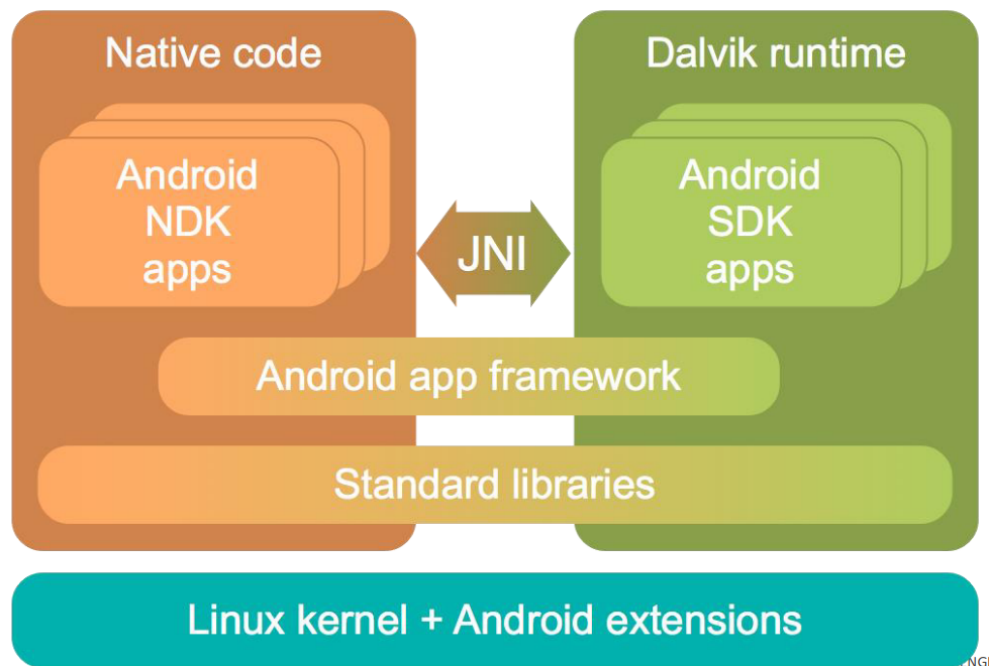 Native code
Dalvik runtime
Android
NDK
apps
JNI
Android
SDK
apps
Android app framework
Standard libraries
Linux kernel + Android extensions